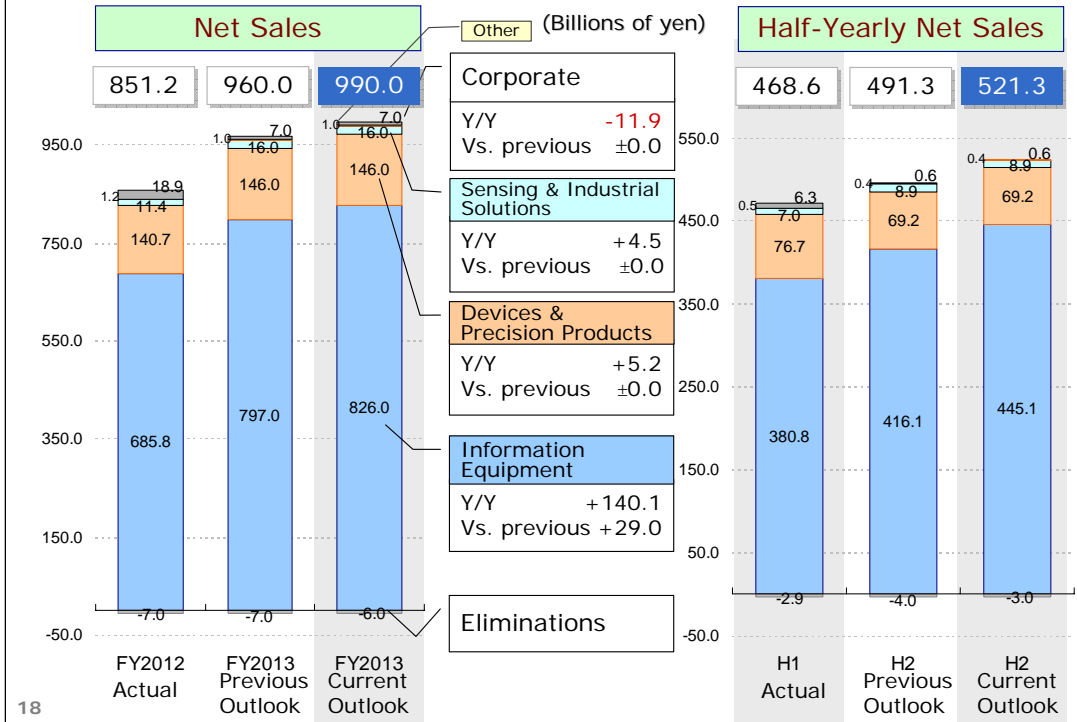 Net Sales
Other
(Billions of yen)
Half-Yearly Net Sales
851.2
960.0
990.0
468.6
491.3
521.3
Corporate
Y/Y -11.9
Vs. previous ±0.0
Sensing & Industrial
Solutions
Y/Y +4.5
Vs. previous ±0.0
Devices &
Precision Products
Y/Y +5.2
Vs. previous ±0.0
Information
Equipment
Y/Y +140.1
Vs. previous +29.0
Eliminations
950.0
750.0
550.0
350.0
150.0
-50.0
1.2
18.9
11.4
140.7
685.8
-7.0
1.0
7.0
16.0
146.0
797.0
-7.0
1.0
7.0
16.0
146.0
826.0
-6.0
FY2012
Actual
FY2013
Previous
Outlook
FY2013
Current
Outlook
550.0
450.0
350.0
250.0
150.0
50.0
-50.0
0.5
6.3
7.0
76.7
380.8
-2.9
0.4
0.6
8.9
69.2
416.1
-4.0
0.4
0.6
8.9
69.2
445.1
-3.0
H1
Actual
H2
Previous
Outlook
H2
Current
Outlook
18